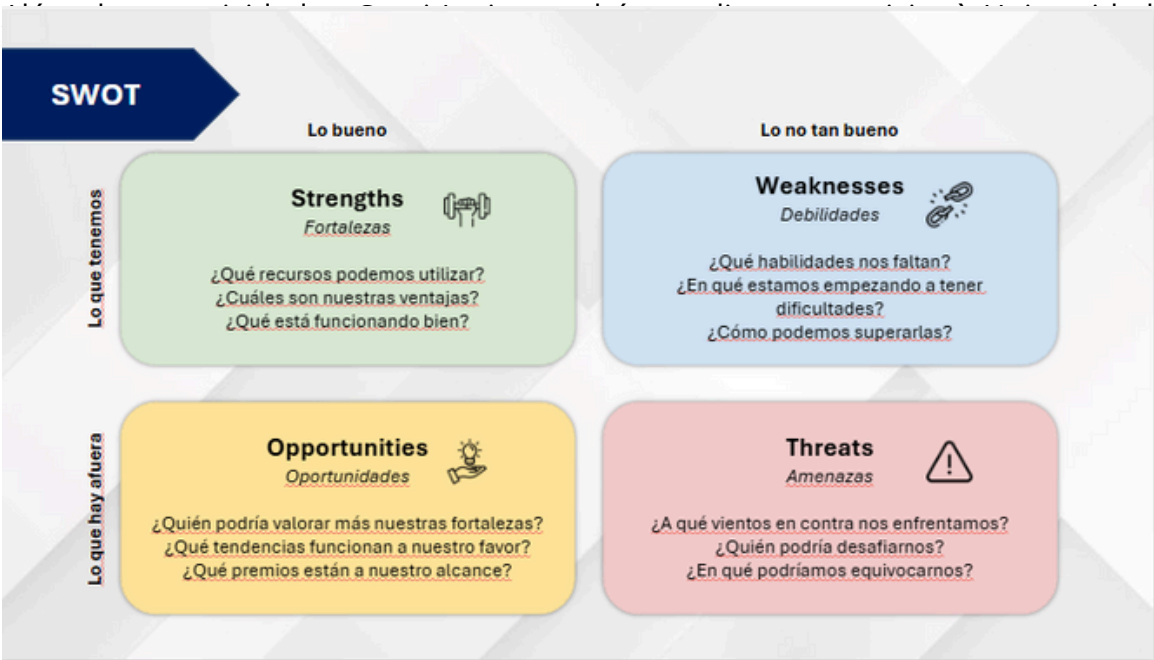 SWOT
Lo bueno
Lo no tan bueno
Lo que tenemos
Strengths
Fortalezas
¿Qué recursos podemos utilizar?
¿Cuáles son nuestras ventajas?
¿Qué está funcionando bien?
Weaknesses
Debilidades
¿Qué habilidades nos faltan?
¿En qué estamos empezando a tener
dificultades?
¿Cómo podemos superarlas?
Lo que hay afuera
Opportunities
Oportunidades
¿Quién podría valorar más nuestras fortalezas?
¿Qué tendencias funcionan a nuestro favor?
¿Qué premios están a nuestro alcance?
Threats
Amenazas
¿A qué vientos en contra nos enfrentamos?
¿Quién podría desafiarnos?
¿En qué podríamos equivocarnos?